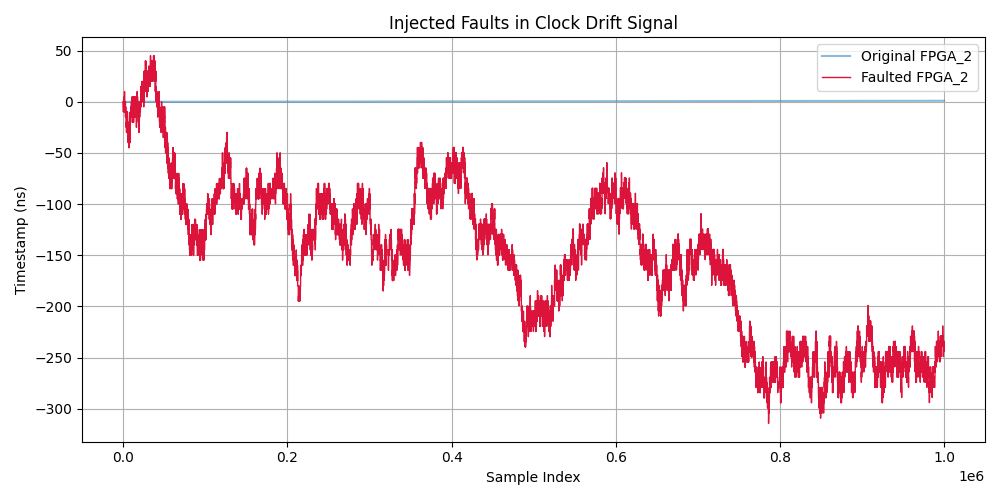 Injected Faults in Clock Drift Signal
Original FPGA_2
Faulted FPGA_2
Timestamp (ns)
50
0
−50
−100
−150
−200
−250
−300
0.0 0.2 0.4 0.6 0.8 1.0
1e6
Sample Index